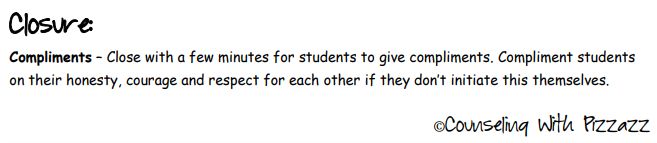 Closure:
Compliments – Close with a few minutes for students to give compliments. Compliment students
on their honesty, courage and respect for each other if they don't initiate this themselves.
©Counseling With Pizzazz